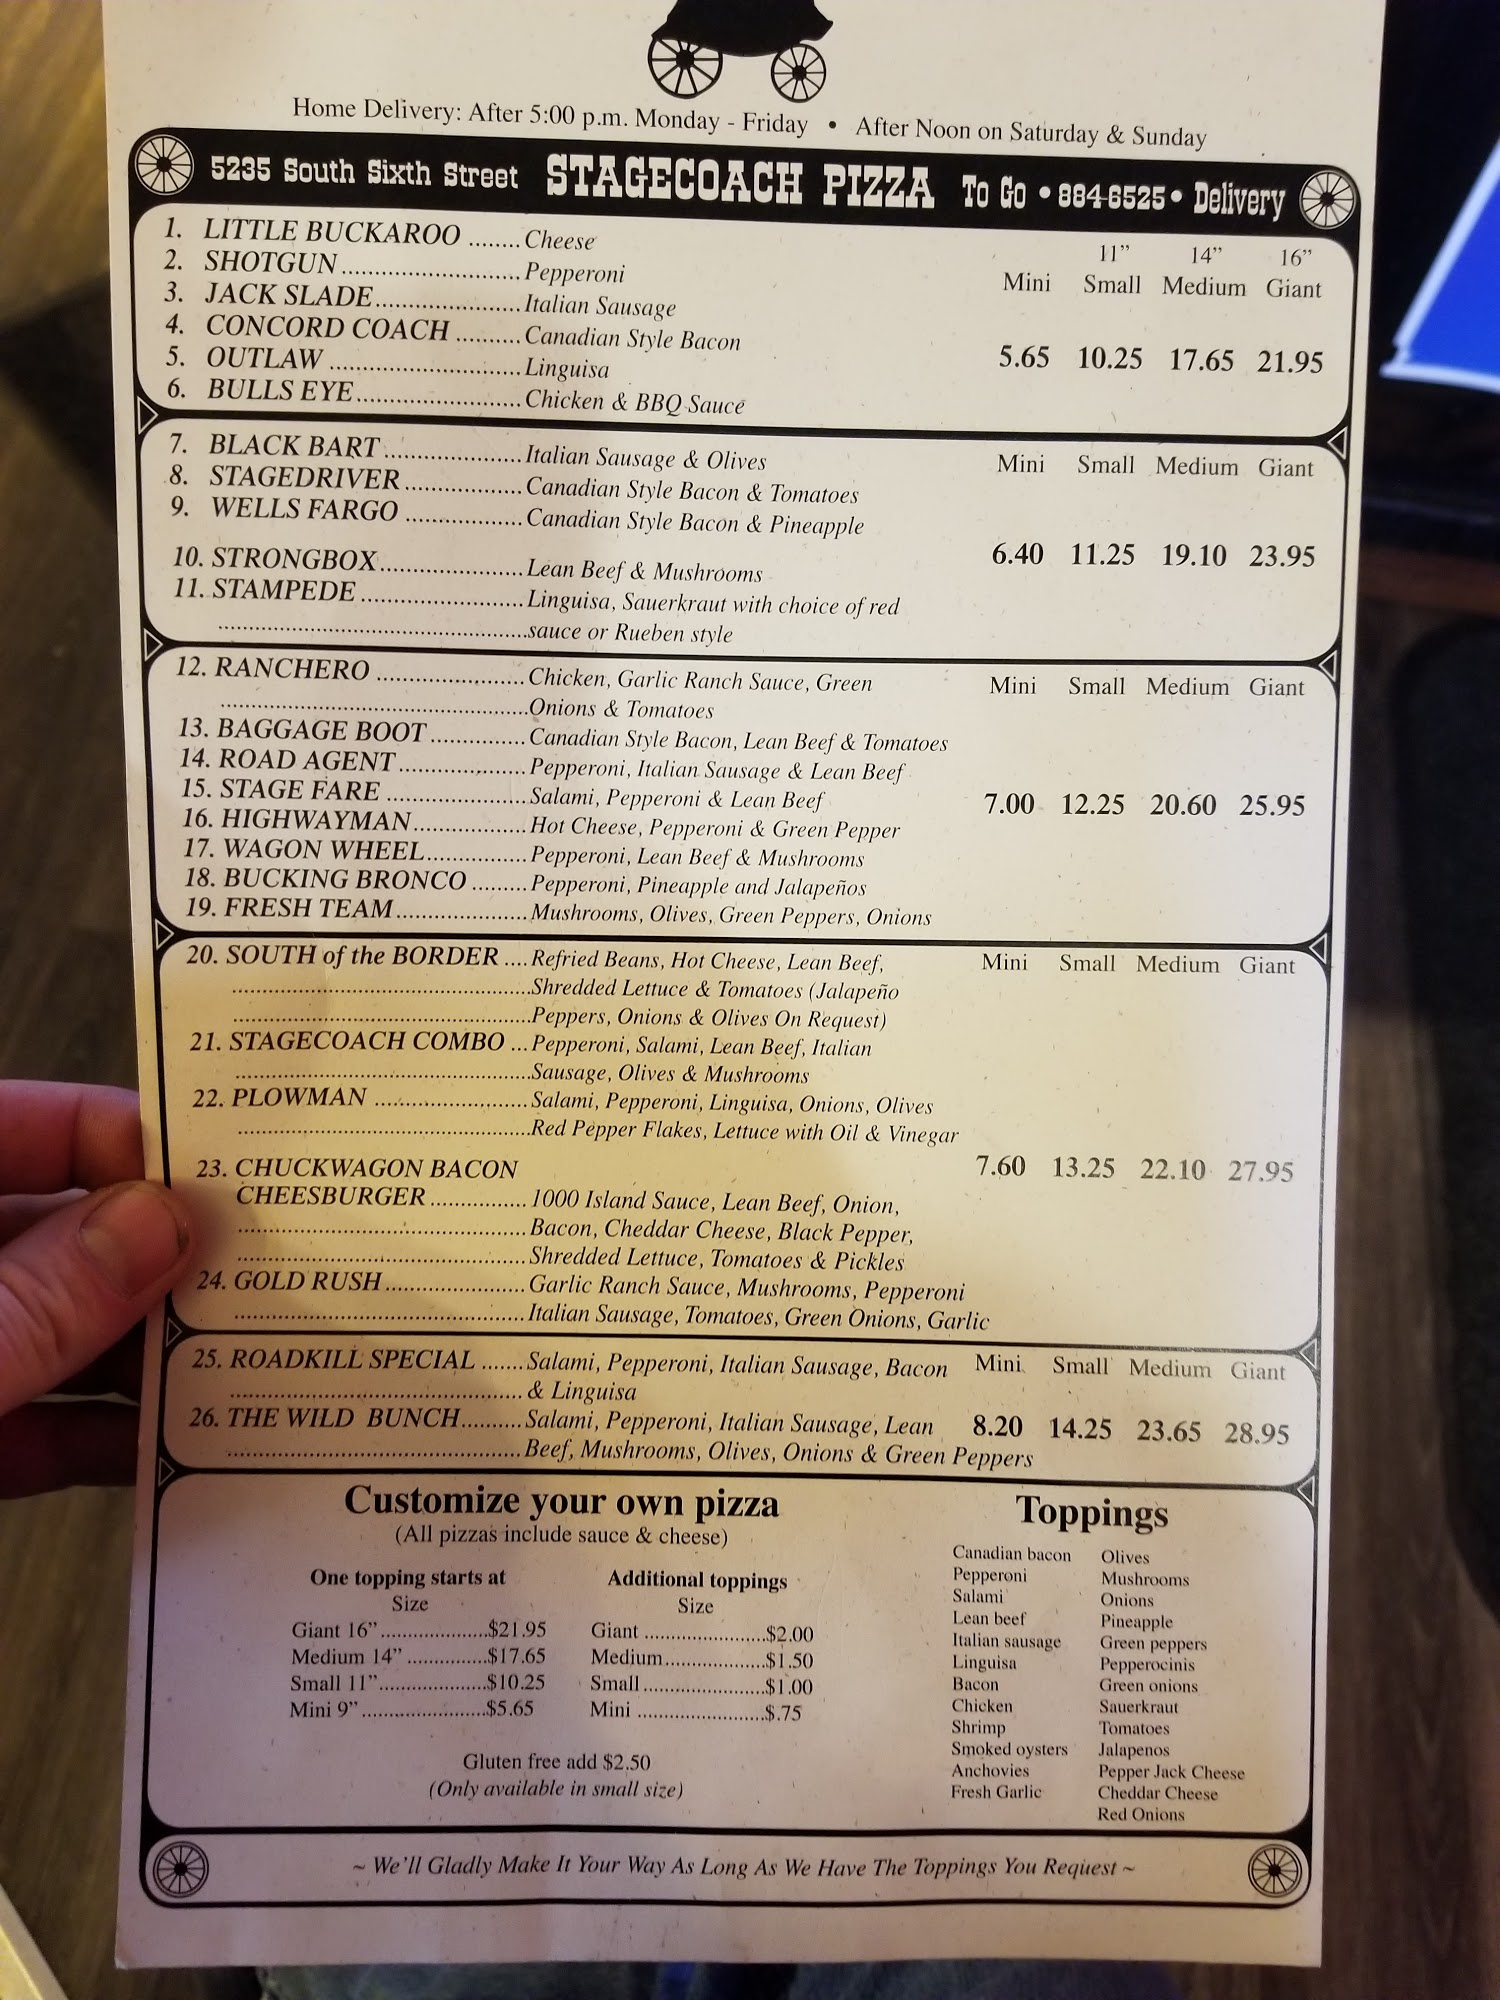 Home Delivery: After 5:00 p.m. Monday - Friday • After Noon on Saturday & Sunday
5235 South Sixth Street STAGECOACH PIZZA To Go • 884-6525 • Delivery
1. LITTLE BUCKAROO ........ Cheese
2. SHOTGUN ........ Pepperoni
3. JACK SLADE ........ Italian Sausage
4. CONCORD COACH ........ Canadian Style Bacon
5. OUTLAW ........ Linguisa
6. BULLS EYE ........ Chicken & BBQ Sauce
11" 14" 16"
Mini Small Medium Giant
5.65 10.25 17.65 21.95
7. BLACK BART ........ Italian Sausage & Olives
8. STAGEDRIVER ........ Canadian Style Bacon & Tomatoes
9. WELLS FARGO ........ Canadian Style Bacon & Pineapple
10. STRONGBOX ........ Lean Beef & Mushrooms
11. STAMPEDE ........ Linguisa, Sauerkraut with choice of red
........ sauce or Rueben style
Mini Small Medium Giant
6.40 11.25 19.10 23.95
12. RANCHERO ........ Chicken, Garlic Ranch Sauce, Green
........ Onions & Tomatoes
13. BAGGAGE BOOT ........ Canadian Style Bacon, Lean Beef & Tomatoes
14. ROAD AGENT ........ Pepperoni, Italian Sausage & Lean Beef
15. STAGE FARE ........ Salami, Pepperoni & Lean Beef
16. HIGHWAYMAN ........ Hot Cheese, Pepperoni & Green Pepper
17. WAGON WHEEL ........ Pepperoni, Lean Beef & Mushrooms
18. BUCKING BRONCO ........ Pepperoni, Pineapple and Jalapeños
19. FRESH TEAM ........ Mushrooms, Olives, Green Peppers, Onions
Mini Small Medium Giant
7.00 12.25 20.60 25.95
20. SOUTH of the BORDER .... Refried Beans, Hot Cheese, Lean Beef,
........ Shredded Lettuce & Tomatoes (Jalapeño
........ Peppers, Onions & Olives On Request)
21. STAGECOACH COMBO ... Pepperoni, Salami, Lean Beef, Italian
........ Sausage, Olives & Mushrooms
22. PLOWMAN ........ Salami, Pepperoni, Linguisa, Onions, Olives
........ Red Pepper Flakes, Lettuce with Oil & Vinegar
23. CHUCKWAGON BACON
CHEESBURGER ........ 1000 Island Sauce, Lean Beef, Onion,
........ Bacon, Cheddar Cheese, Black Pepper,
........ Shredded Lettuce, Tomatoes & Pickles
24. GOLD RUSH ........ Garlic Ranch Sauce, Mushrooms, Pepperoni
........ Italian Sausage, Tomatoes, Green Onions, Garlic
Mini Small Medium Giant
7.60 13.25 22.10 27.95
25. ROADKILL SPECIAL ....... Salami, Pepperoni, Italian Sausage, Bacon
........ & Linguisa
26. THE WILD BUNCH ........ Salami, Pepperoni, Italian Sausage, Lean
........ Beef, Mushrooms, Olives, Onions & Green Peppers
Mini Small Medium Giant
8.20 14.25 23.65 28.95
Customize your own pizza
(All pizzas include sauce & cheese)
One topping starts at
Size
Giant 16" ........ $21.95
Medium 14" ........ $17.65
Small 11" ........ $10.25
Mini 9" ........ $5.65
Additional toppings
Size
Giant ........ $2.00
Medium ........ $1.50
Small ........ $1.00
Mini ........ $.75
Gluten free add $2.50
(Only available in small size)
Toppings
Canadian bacon
Pepperoni
Salami
Lean beef
Italian sausage
Linguisa
Bacon
Chicken
Shrimp
Smoked oysters
Anchovies
Fresh Garlic
Olives
Mushrooms
Onions
Pineapple
Green peppers
Pepperocinis
Green onions
Sauerkraut
Tomatoes
Jalapenos
Pepper Jack Cheese
Cheddar Cheese
Red Onions
~ We'll Gladly Make It Your Way As Long As We Have The Toppings You Request ~